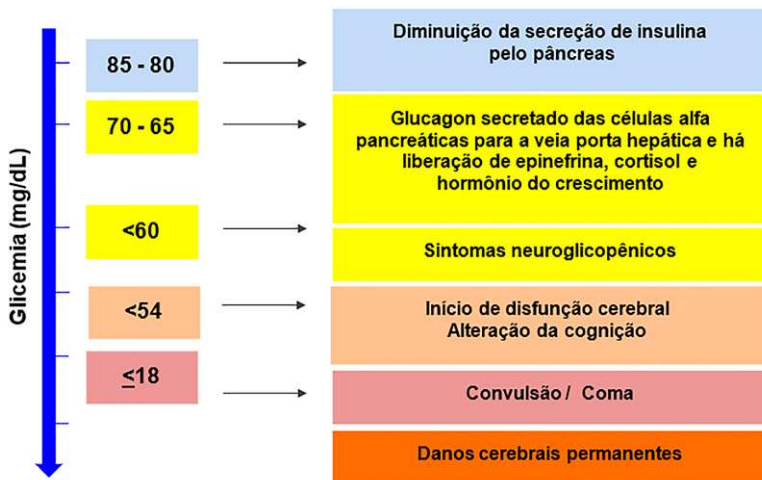 Glicemia (mg/dL)
85 - 80
Diminuição da secreção de insulina
pelo pâncreas
70 - 65
Glucagon secretado das células alfa
pancreáticas para a veia porta hepática e há
liberação de epinefrina, cortisol e
hormônio do crescimento
<60
Sintomas neuroglicopênicos
<54
Início de disfunção cerebral
Alteração da cognição
≤18
Convulsão / Coma
Danos cerebrais permanentes